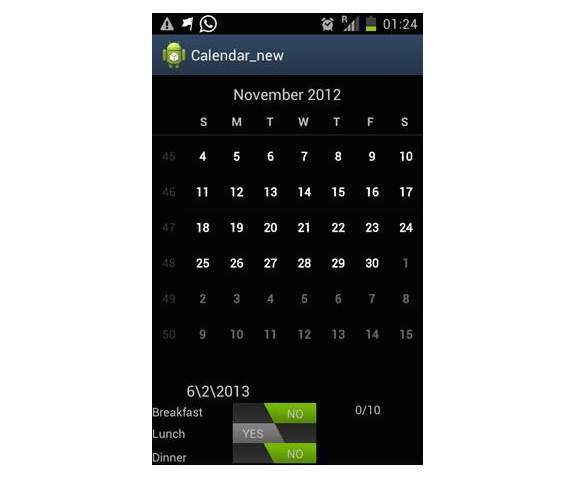 R 01:24
Calendar_new
November 2012
S M T W T F S
45 4 5 6 7 8 9 10
46 11 12 13 14 15 16 17
47 18 19 20 21 22 23 24
48 25 26 27 28 29 30 1
49 2 3 4 5 6 7 8
50 9 10 11 12 13 14 15
6\2\2013
Breakfast NO 0/10
Lunch YES
Dinner NO